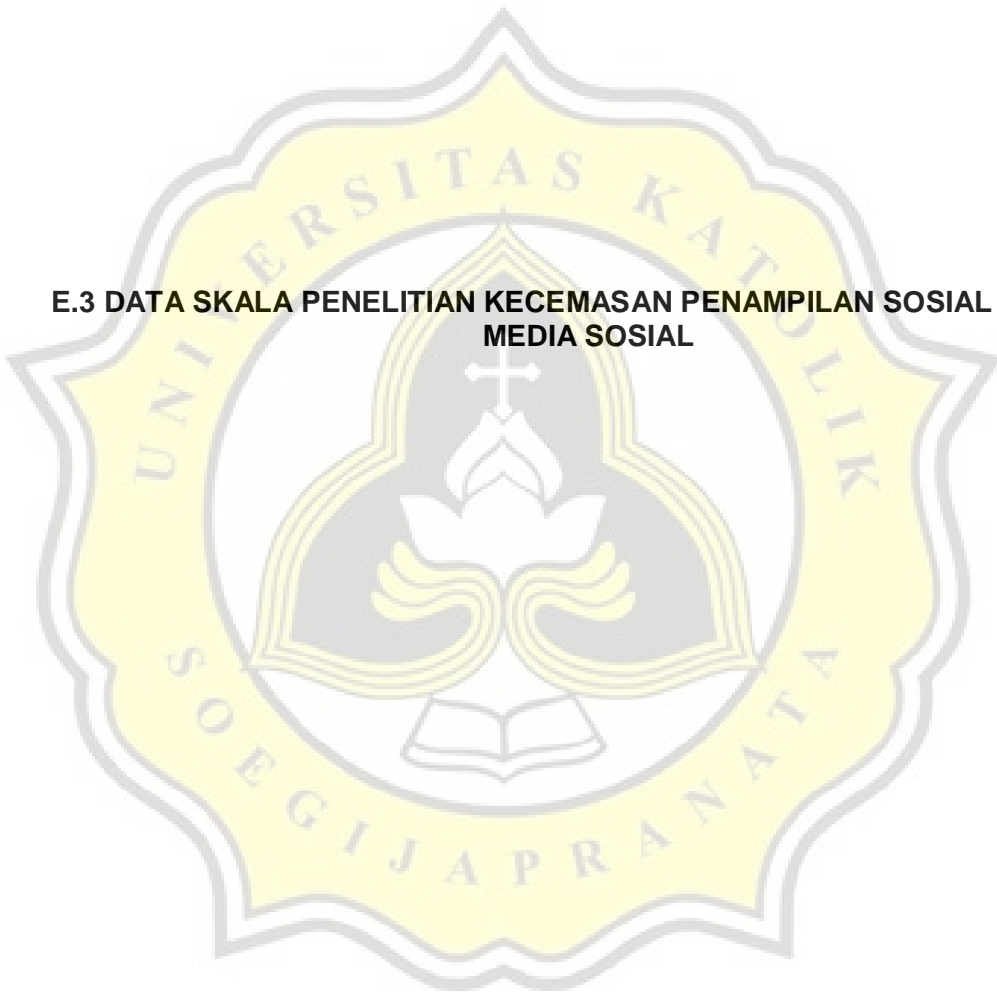 E.3 DATA SKALA PENELITIAN KECEMASAN PENAMPILAN SOSIAL
MEDIA SOSIAL
UNIVERSITAS KATOLIK
SOEGIJAPRANATA